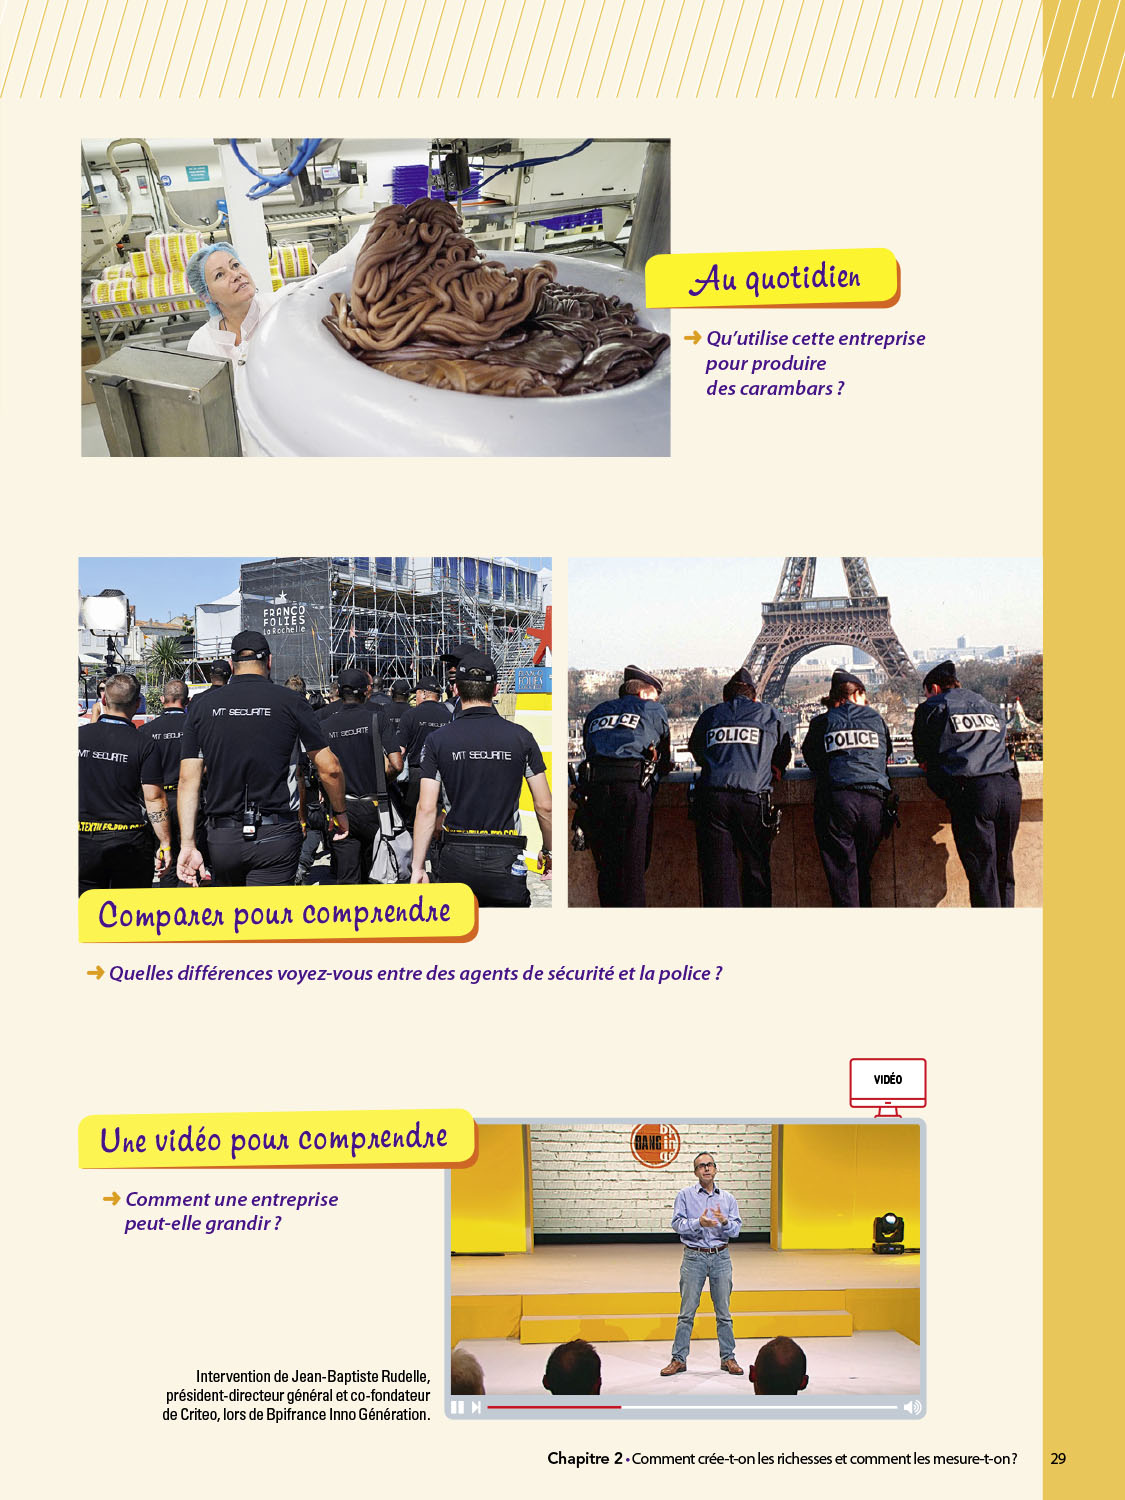 Au quotidien
➜ Qu’utilise cette entreprise
pour produire
des carambars ?
FRANCO
FOLIES
La Rochelle
MT SECURITE
MT SECURITE
MT SECURITE
POLICE
POLICE
POLICE
POLICE
Comparer pour comprendre
➜ Quelles différences voyez-vous entre des agents de sécurité et la police ?
VIDÉO
Une vidéo pour comprendre
BANG
➜ Comment une entreprise
peut-elle grandir ?
Intervention de Jean-Baptiste Rudelle,
président-directeur général et co-fondateur
de Criteo, lors de Bpifrance Inno Génération.
Chapitre 2 • Comment crée-t-on les richesses et comment les mesure-t-on ? 29